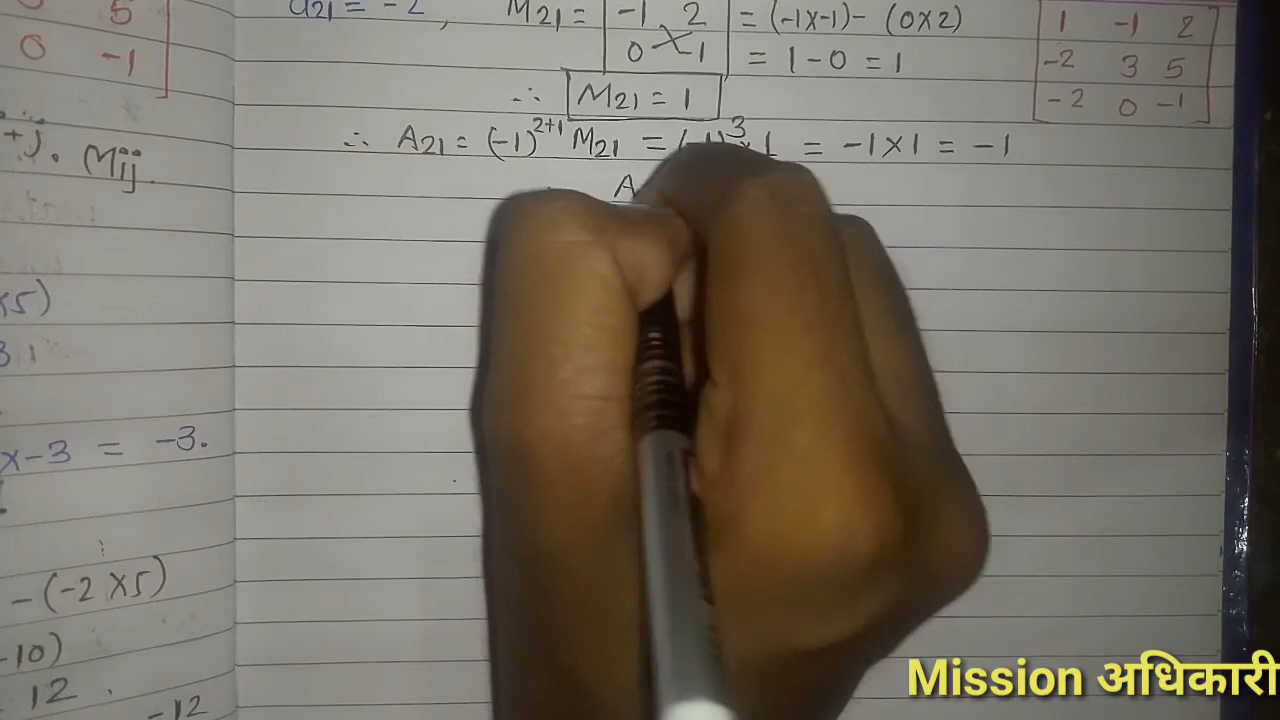 5
0 -1
+j. Mij.
x5)
x-3 = -3.
-(-2 x5)
-10)
12.
-12
a21 = -2, M21 = | -1 2 | = (-1x-1)- (0x2)
| 0 -1 | = 1-0 = 1
∴ M21 = 1
∴ A21 = (-1)^2+1 M21 = (-1)^3 x 1 = -1x1 = -1
A
1 -1 2
-2 3 5
-2 0 -1
Mission अधिकारी